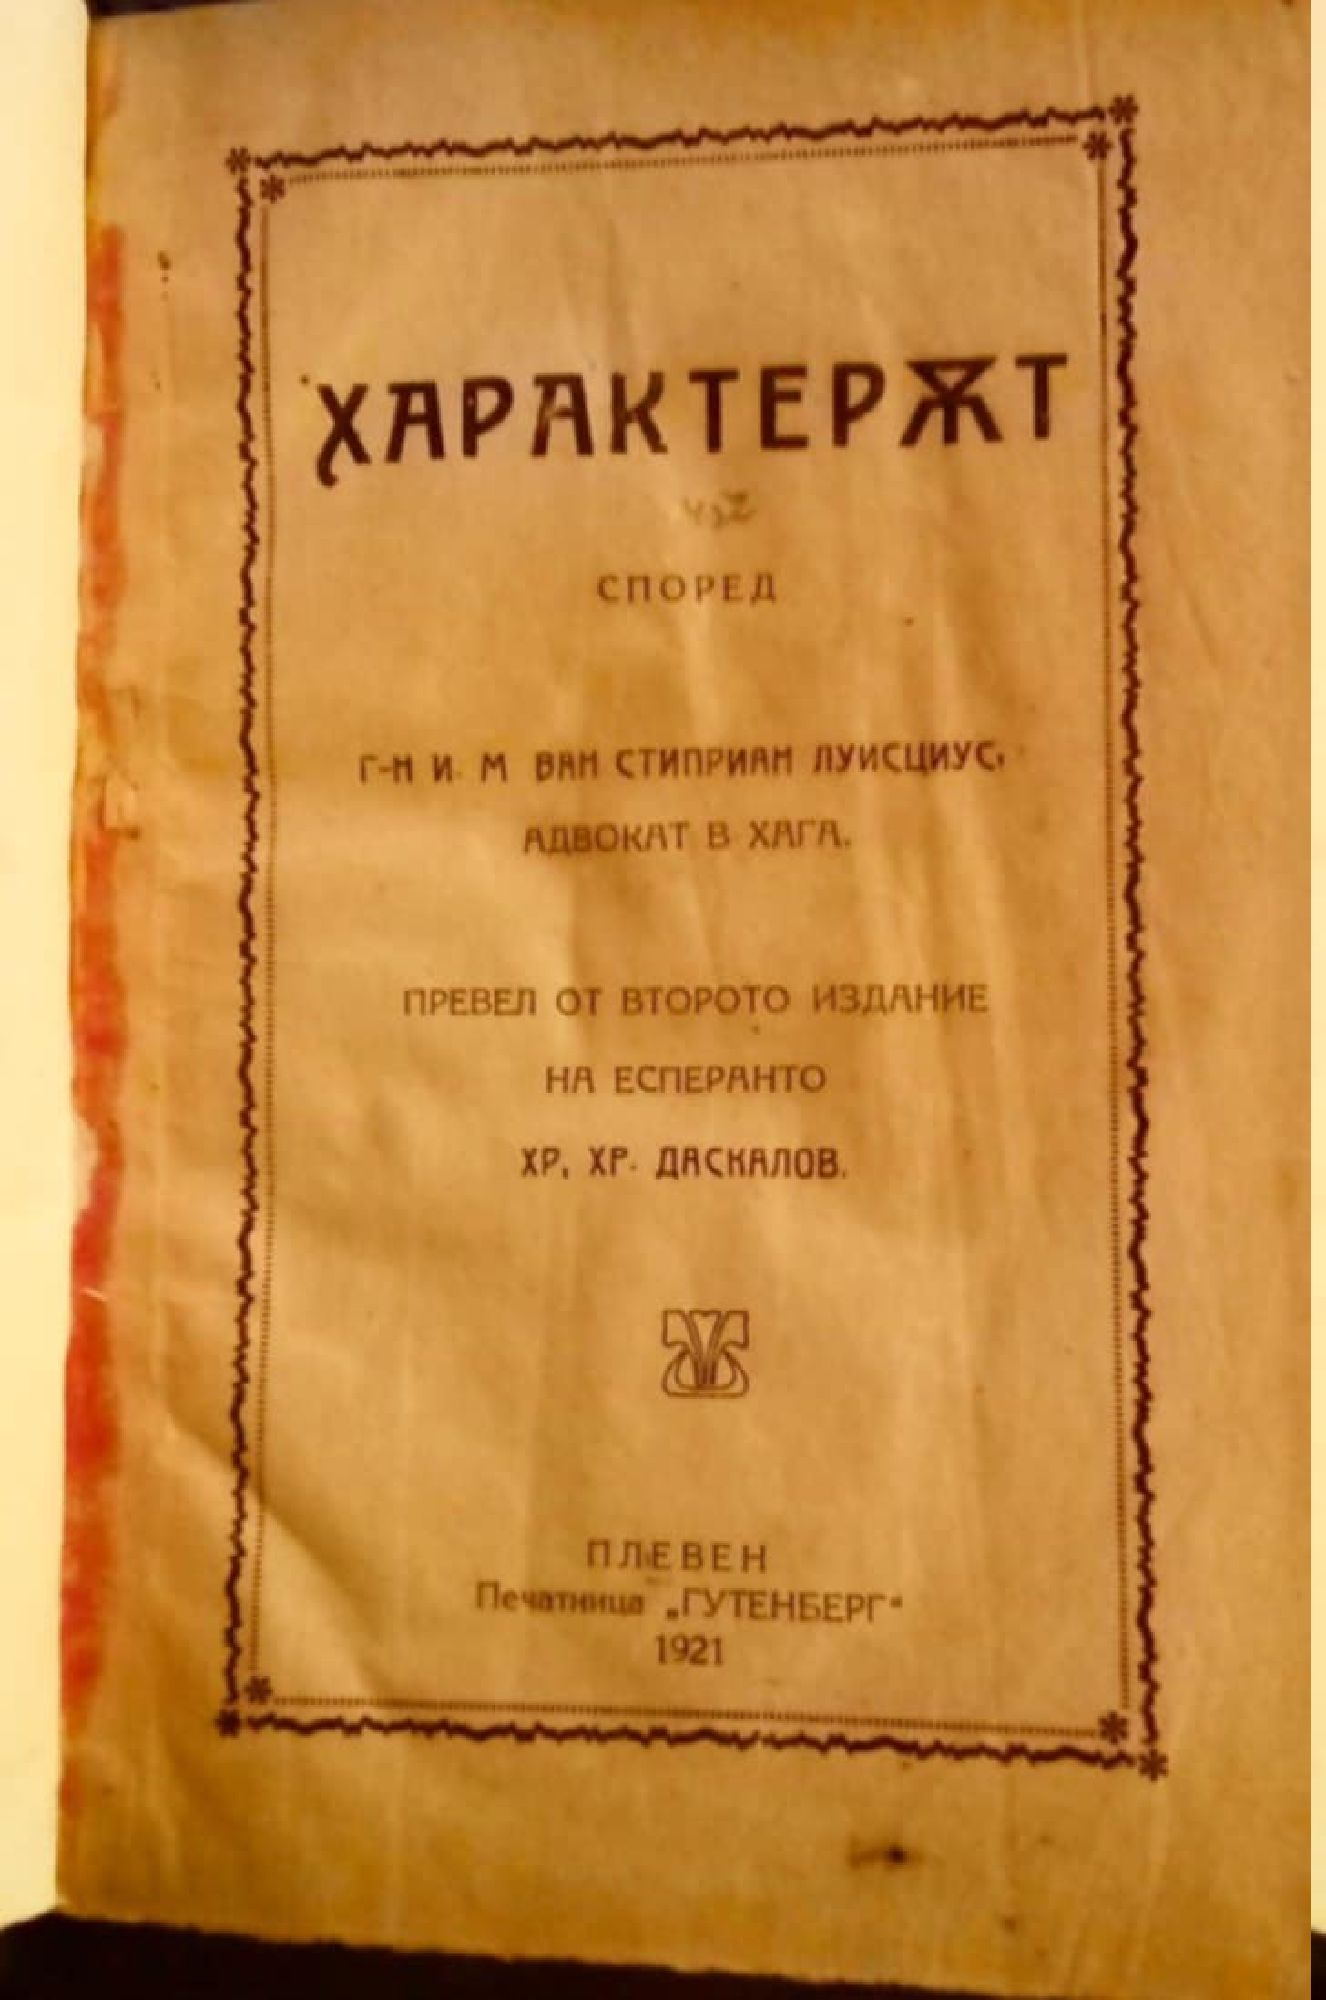 ХАРАКТЕРѪТ
СПОРЕД
Г-Н И. М ВАН СТИПРИАН ЛУИСЦИУС,
АДВОКАТ В ХАГА.
ПРЕВЕЛ ОТ ВТОРОТО ИЗДАНИЕ
НА ЕСПЕРАНТО
ХР, ХР. ДАСКАЛОВ.
ПЛЕВЕН
Печатница „ГУТЕНБЕРГ“
1921